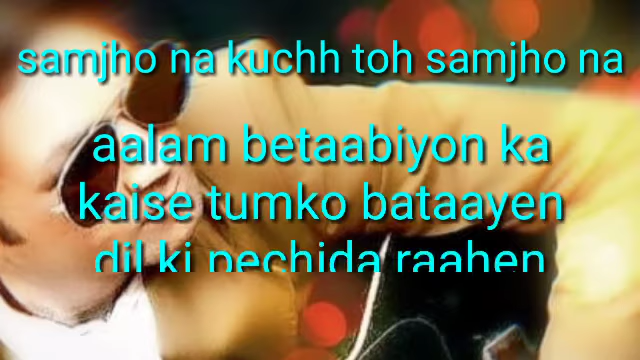 samjho na kuchh toh samjho na
aalam betaabiyon ka
kaise tumko bataayen
dil ki pechida raahen